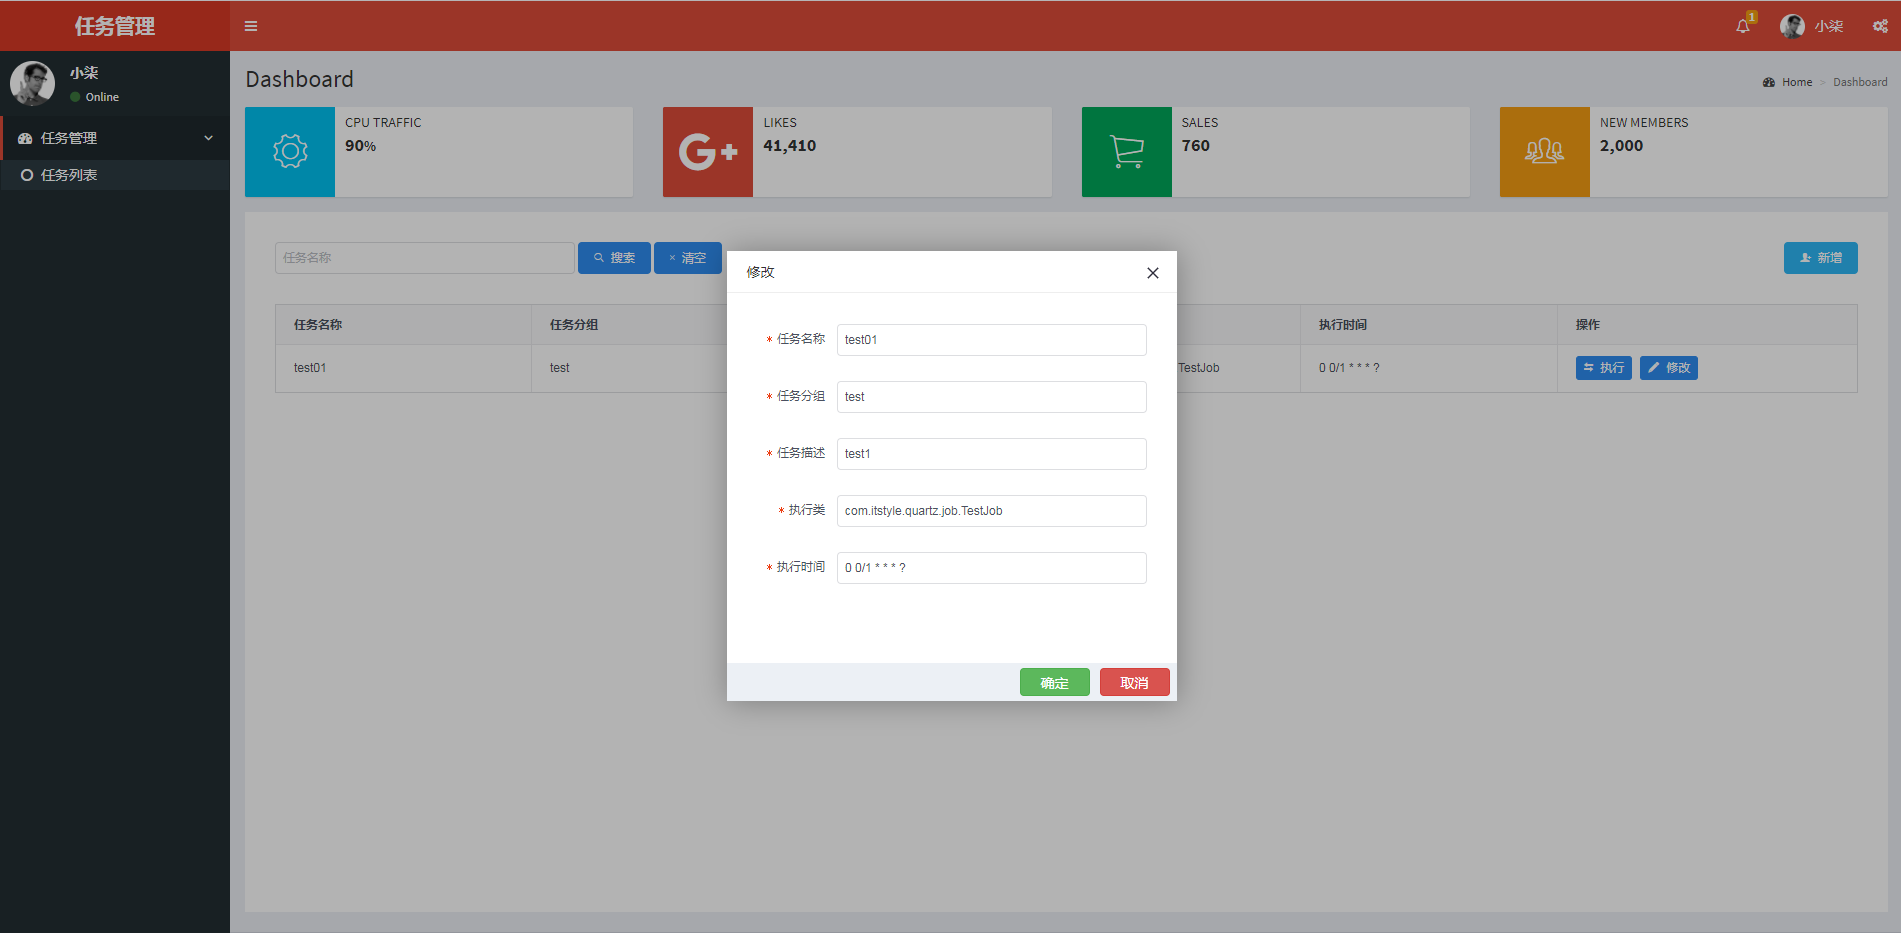 任务管理
1
小柒
小柒
Online
任务管理
任务列表
Dashboard
Home > Dashboard
CPU TRAFFIC
90%
G+
LIKES
41,410
SALES
760
NEW MEMBERS
2,000
任务名称
搜索
× 清空
新增
任务名称 任务分组 执行时间 操作
test01 test TestJob 0 0/1 * * * ? 执行 修改
修改
* 任务名称 test01
* 任务分组 test
* 任务描述 test1
* 执行类 com.itstyle.quartz.job.TestJob
* 执行时间 0 0/1 * * * ?
确定 取消